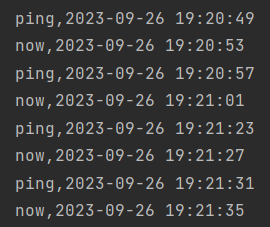 ping,2023-09-26 19:20:49
now,2023-09-26 19:20:53
ping,2023-09-26 19:20:57
now,2023-09-26 19:21:01
ping,2023-09-26 19:21:23
now,2023-09-26 19:21:27
ping,2023-09-26 19:21:31
now,2023-09-26 19:21:35